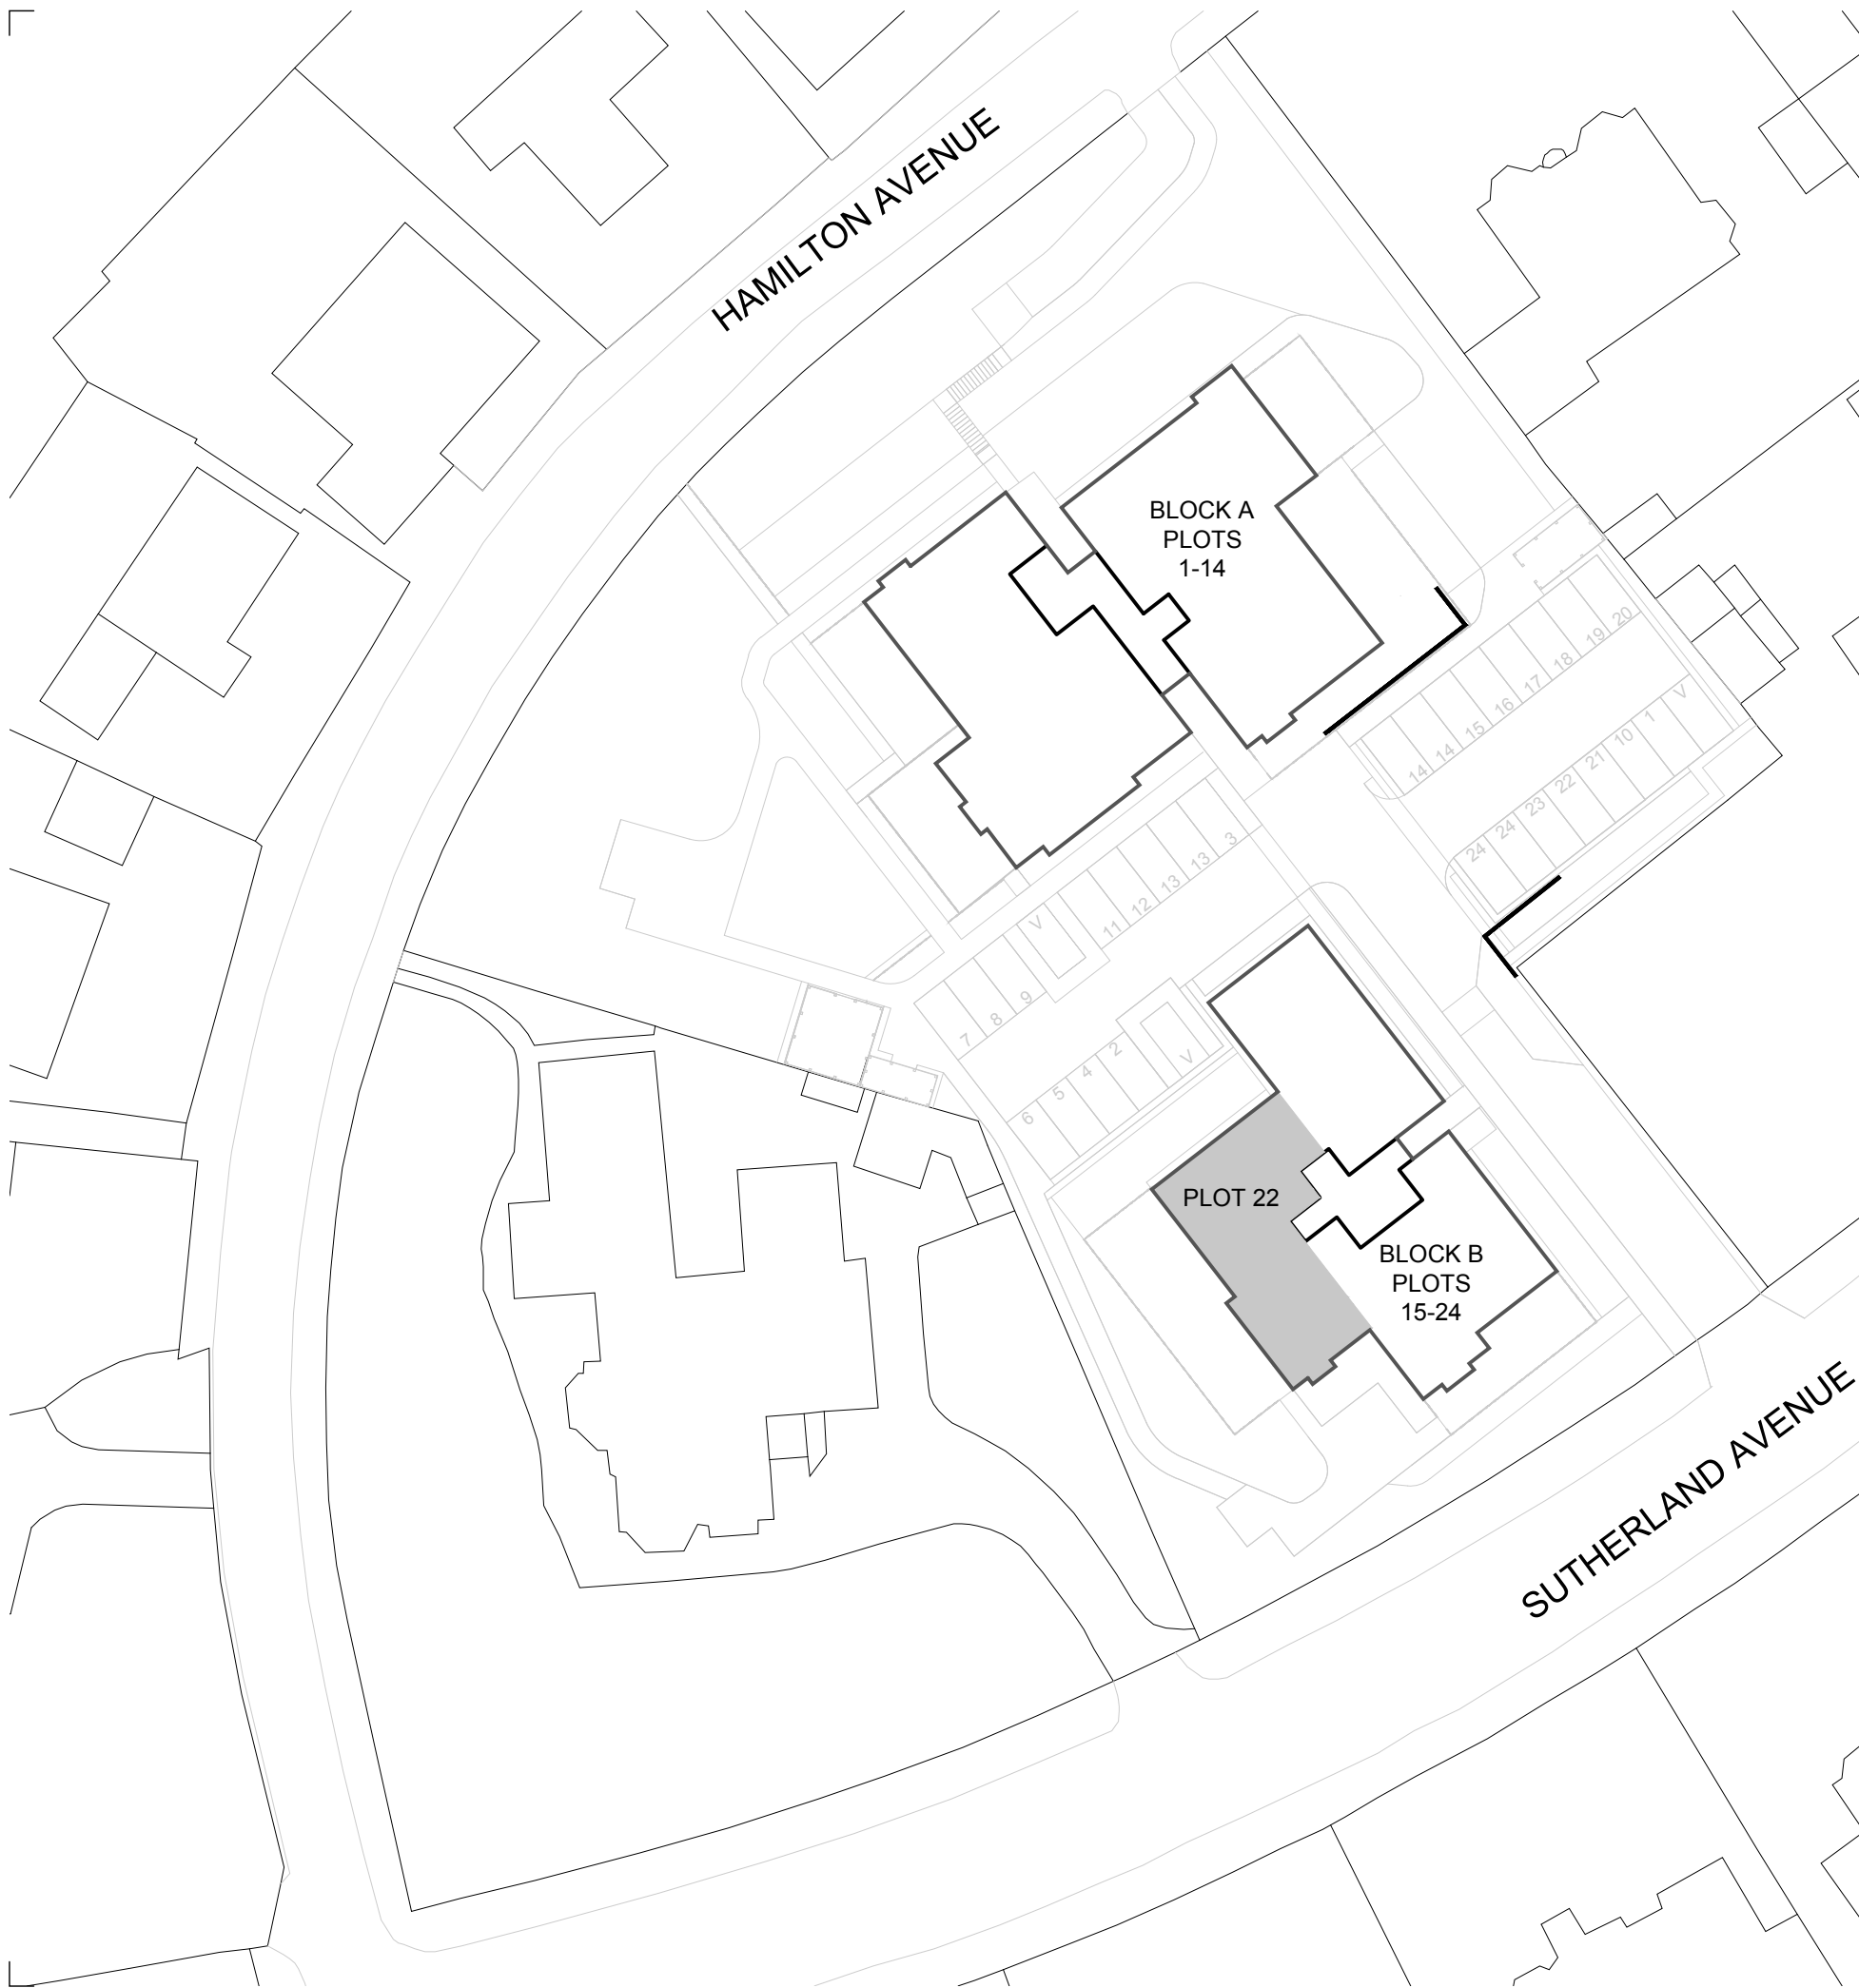 HAMILTON AVENUE
BLOCK A
PLOTS
1-14
14 14 15 16 17 18 19 20
24 24 23 22 21 10 1 V
7 8 9 V 11 12 13 13 3
6 5 4 2 V
PLOT 22
BLOCK B
PLOTS
15-24
SUTHERLAND AVENUE